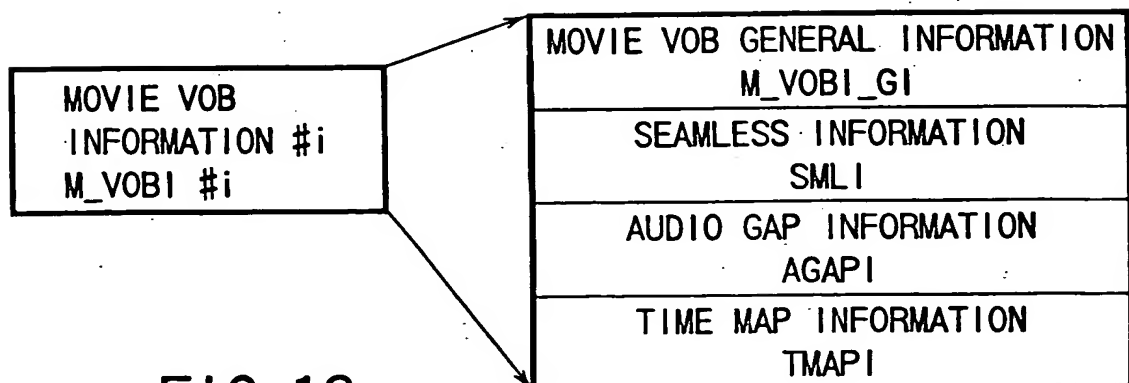 MOVIE VOB
INFORMATION #i
M_VOBI #i
MOVIE VOB GENERAL INFORMATION
M_VOBI_GI
SEAMLESS INFORMATION
SMLI
AUDIO GAP INFORMATION
AGAPI
TIME MAP INFORMATION
TMAPI